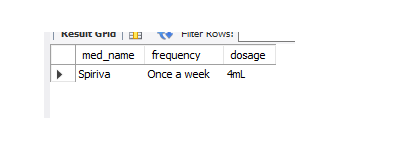 Result Grid Filter Rows:
med_name frequency dosage
Spiriva Once a week 4mL